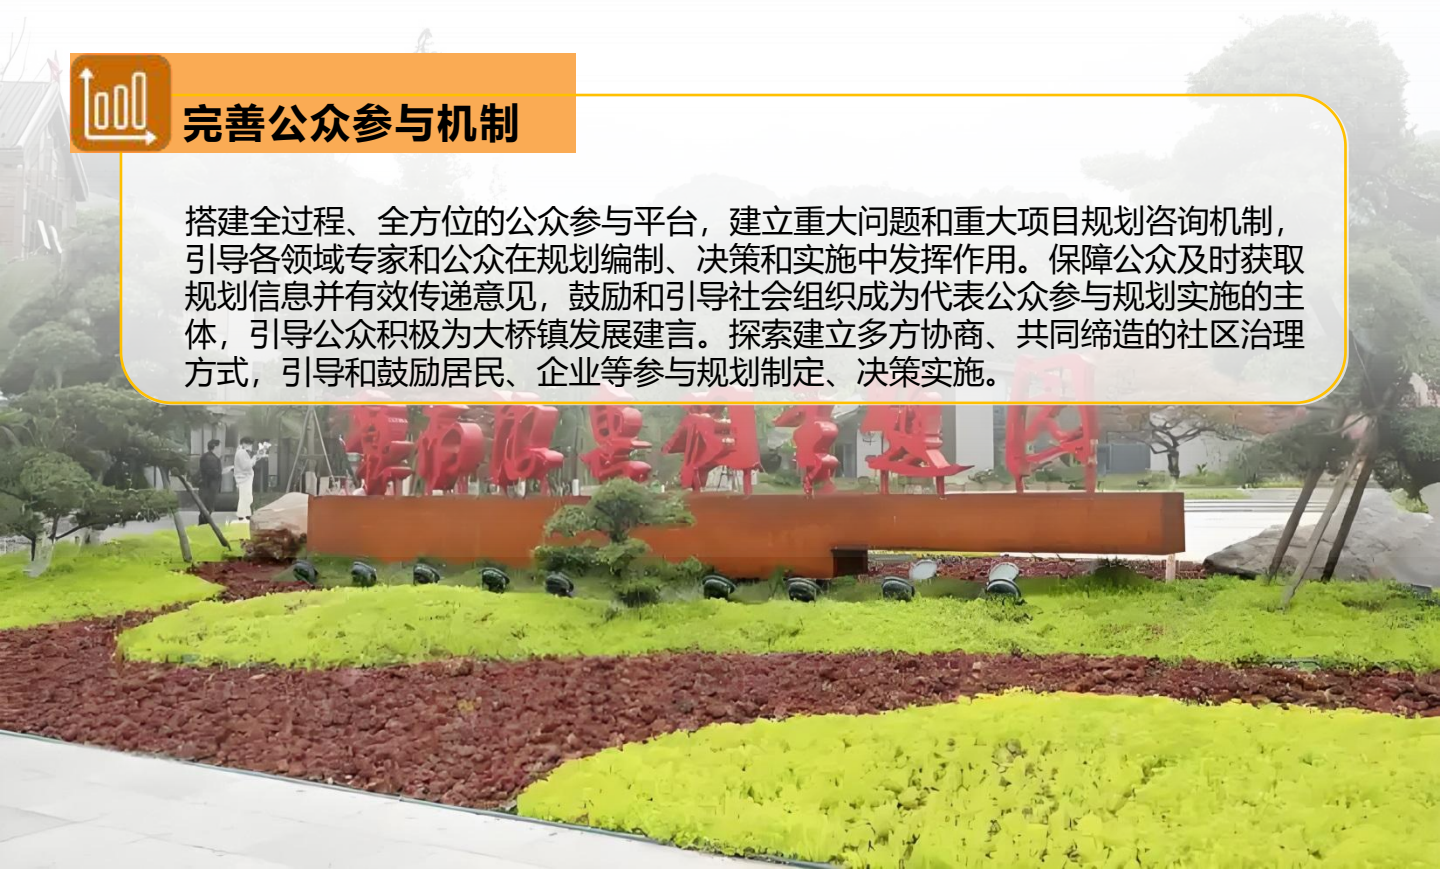 完善公众参与机制
搭建全过程、全方位的公众参与平台，建立重大问题和重大项目规划咨询机制，
引导各领域专家和公众在规划编制、决策和实施中发挥作用。保障公众及时获取
规划信息并有效传递意见，鼓励和引导社会组织成为代表公众参与规划实施的主
体，引导公众积极为大桥镇发展建言。探索建立多方协商、共同缔造的社区治理
方式，引导和鼓励居民、企业等参与规划制定、决策实施。